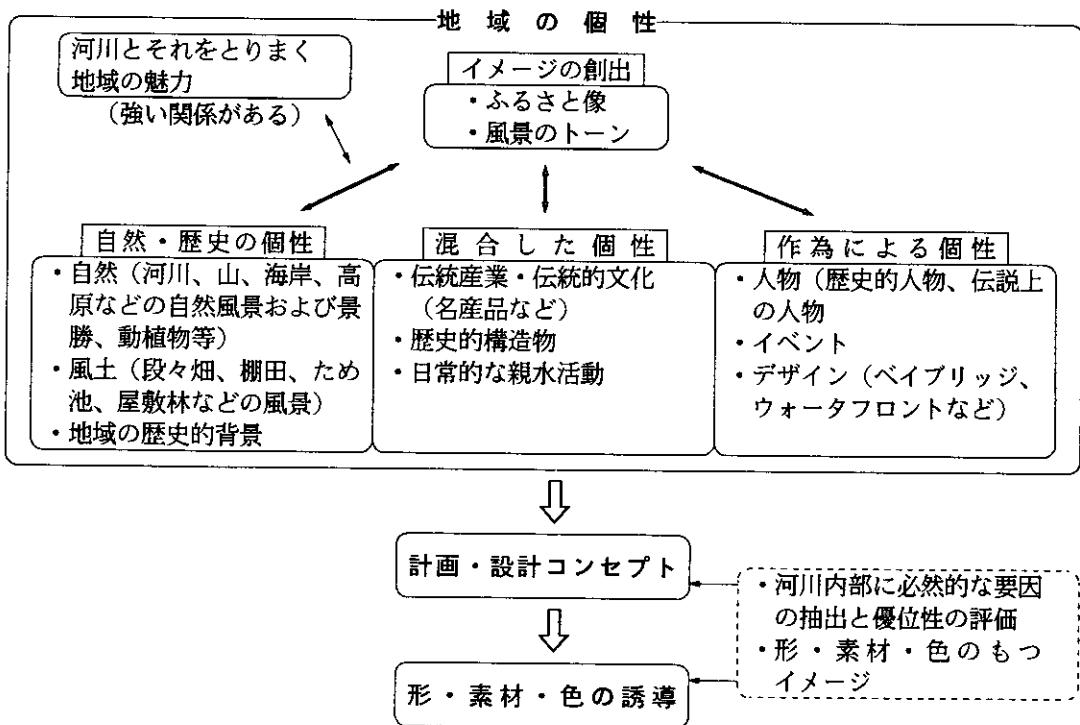 地域の個性
河川とそれをとりまく
地域の魅力
（強い関係がある）
イメージの創出
・ふるさと像
・風景のトーン
自然・歴史の個性
・自然（河川、山、海岸、高
原などの自然風景および景
勝、動植物等）
・風土（段々畑、棚田、ため
池、屋敷林などの風景）
・地域の歴史的背景
混合した個性
・伝統産業・伝統的文化
（名産品など）
・歴史的構造物
・日常的な親水活動
作為による個性
・人物（歴史的人物、伝説上
の人物
・イベント
・デザイン（ベイブリッジ、
ウォータフロントなど）
計画・設計コンセプト
・河川内部に必然的な要因
の抽出と優位性の評価
・形・素材・色のもつ
イメージ
形・素材・色の誘導